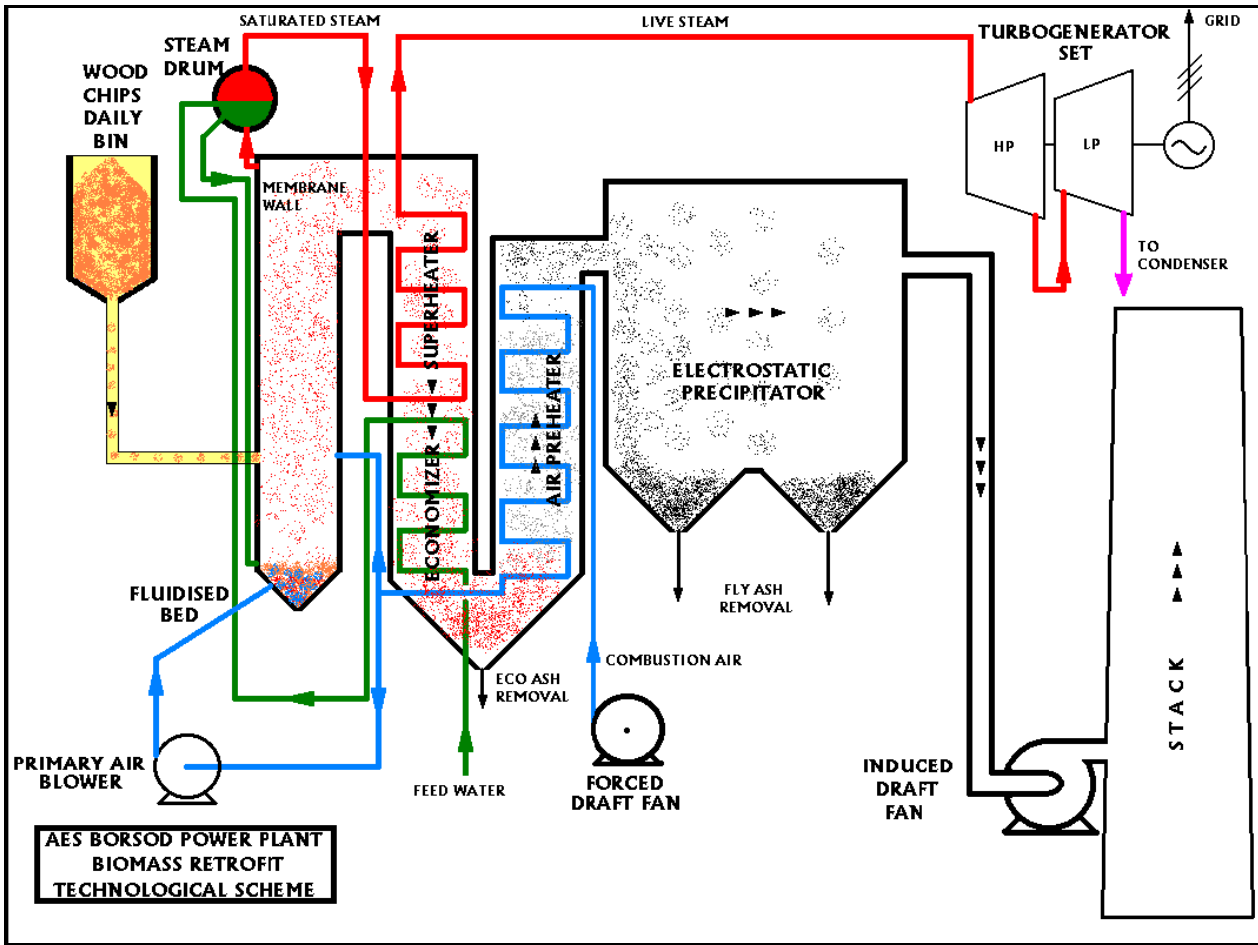 SATURATED STEAM
LIVE STEAM
GRID
STEAM
DRUM
TURBOGENERATOR
SET
WOOD
CHIPS
DAILY
BIN
HP
LP
MEMBRANE
WALL
TO
CONDENSER
SUPERHEATER
ECONOMIZER
AIR PREHEATER
ELECTROSTATIC
PRECIPITATOR
FLUIDISED
BED
FLY ASH
REMOVAL
ECO ASH
REMOVAL
COMBUSTION AIR
STACK
PRIMARY AIR
BLOWER
FEED WATER
FORCED
DRAFT FAN
INDUCED
DRAFT
FAN
AES BORSOD POWER PLANT
BIOMASS RETROFIT
TECHNOLOGICAL SCHEME